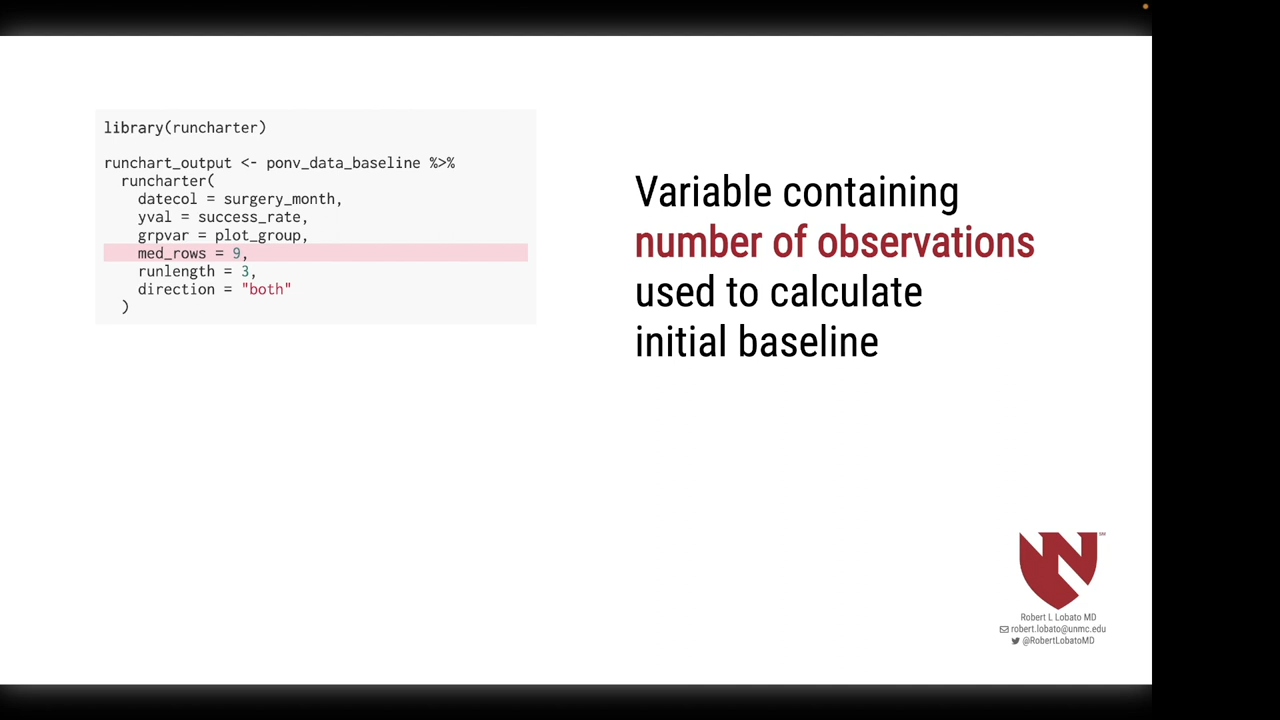 library(runcharter)
runchart_output <- ponv_data_baseline %>%
runcharter(
datecol = surgery_month,
yval = success_rate,
grpvar = plot_group,
med_rows = 9,
runlength = 3,
direction = "both"
)
Variable containing
number of observations
used to calculate
initial baseline
SM
Robert L Lobato MD
robert.lobato@unmc.edu
@RobertLobatoMD